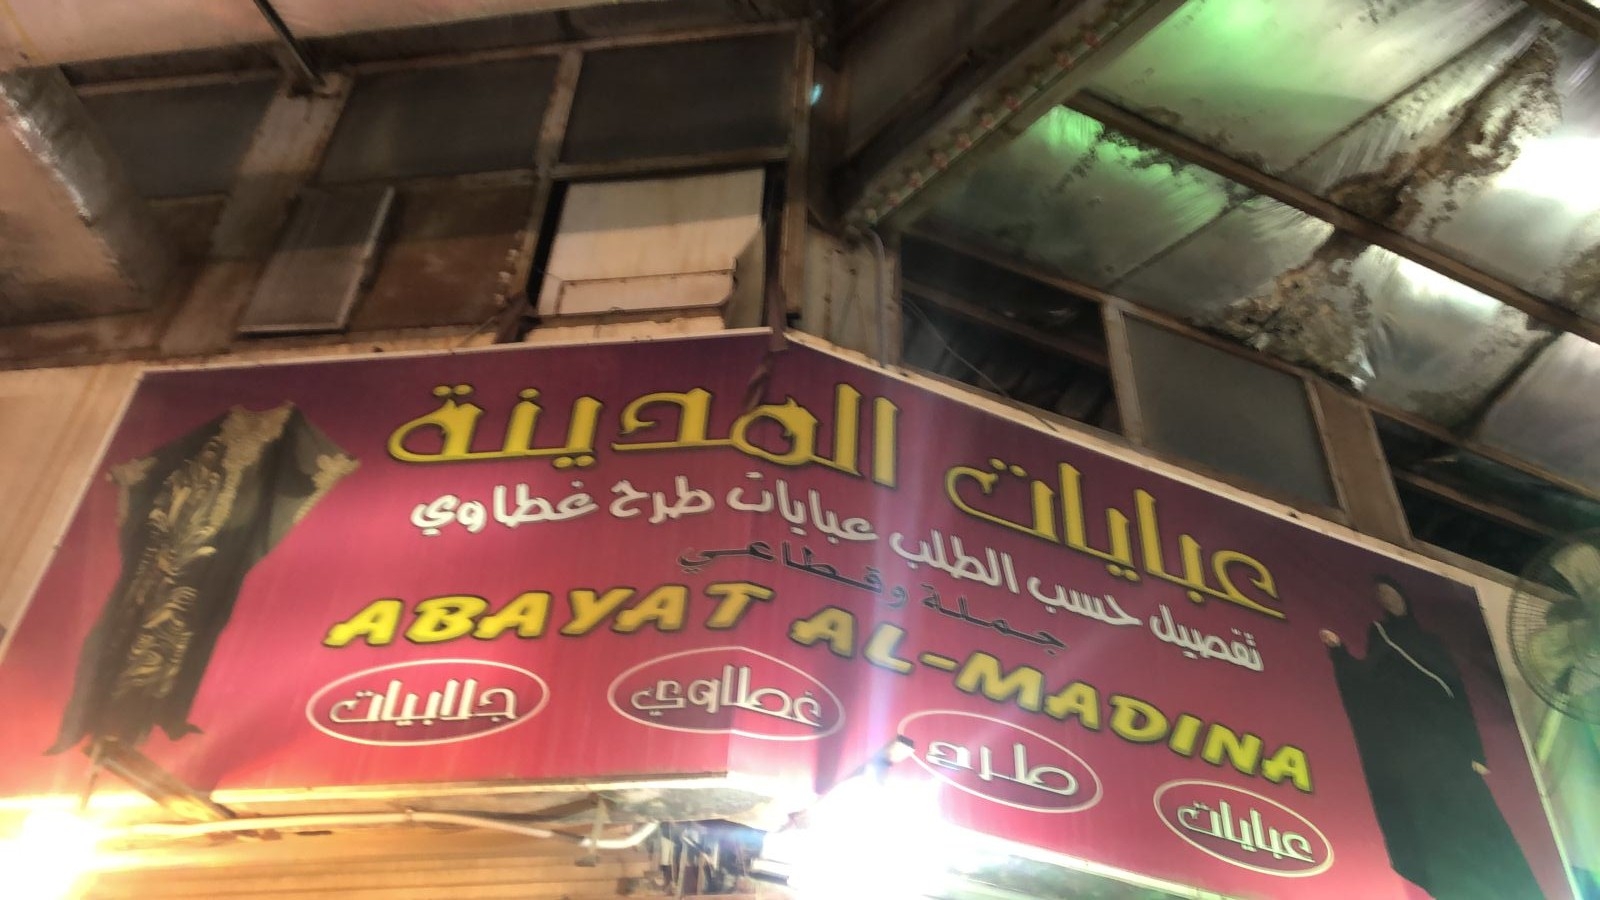 عبايات المدينة
تفصيل حسب الطلب عبايات طرح غطاوي
جملة وقطاعي
ABAYAT AL-MADINA
عبايات
طرح
غطاوي
جلابيات